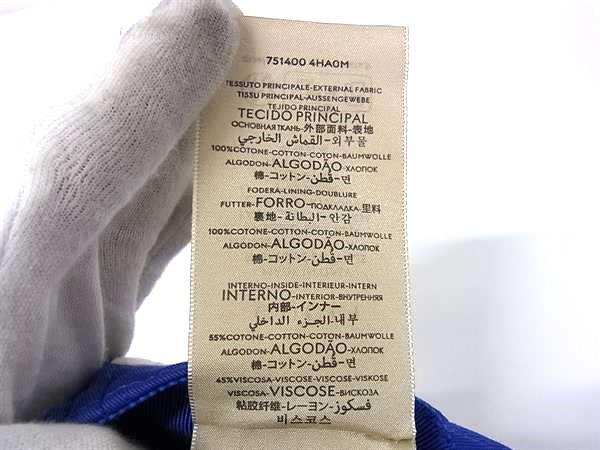 751400 4HA0M
TESSUTO PRINCIPALE-EXTERNAL FABRIC
TISSU PRINCIPAL-AUSSENGEWEBE
TEJIDO PRINCIPAL
TECIDO PRINCIPAL
ОСНОВНАЯ ТКАНЬ-外部面料-表地
القماش الخارجي-외부물
100%COTONE-COTTON-COTON-BAUMWOLLE
ALGODON-ALGODÃO-ХЛОПОК
棉-コットン-قطن-면
FODERA-LINING-DOUBLURE
FUTTER-FORRO-ПОДКЛАДКА-里料
裏地-البطانة-안감
100%COTONE-COTTON-COTON-BAUMWOLLE
ALGODON-ALGODÃO-ХЛОПОК
棉-コットン-قطن-면
INTERNO-INSIDE-INTERIEUR-INTERN
INTERNO-INTERIOR-ВНУТРЕННЯЯ
内部-インナー
الجزء الداخلي-내부
55%COTONE-COTTON-COTON-BAUMWOLLE
ALGODON-ALGODÃO-ХЛОПОК
棉-コットン-قطن-면
45%VISCOSA-VISCOSE-VISCOSE-VISKOSE
VISCOSA-VISCOSE-ВИСКОЗА
粘胶纤维-レーヨン-فسكوز
비스코스